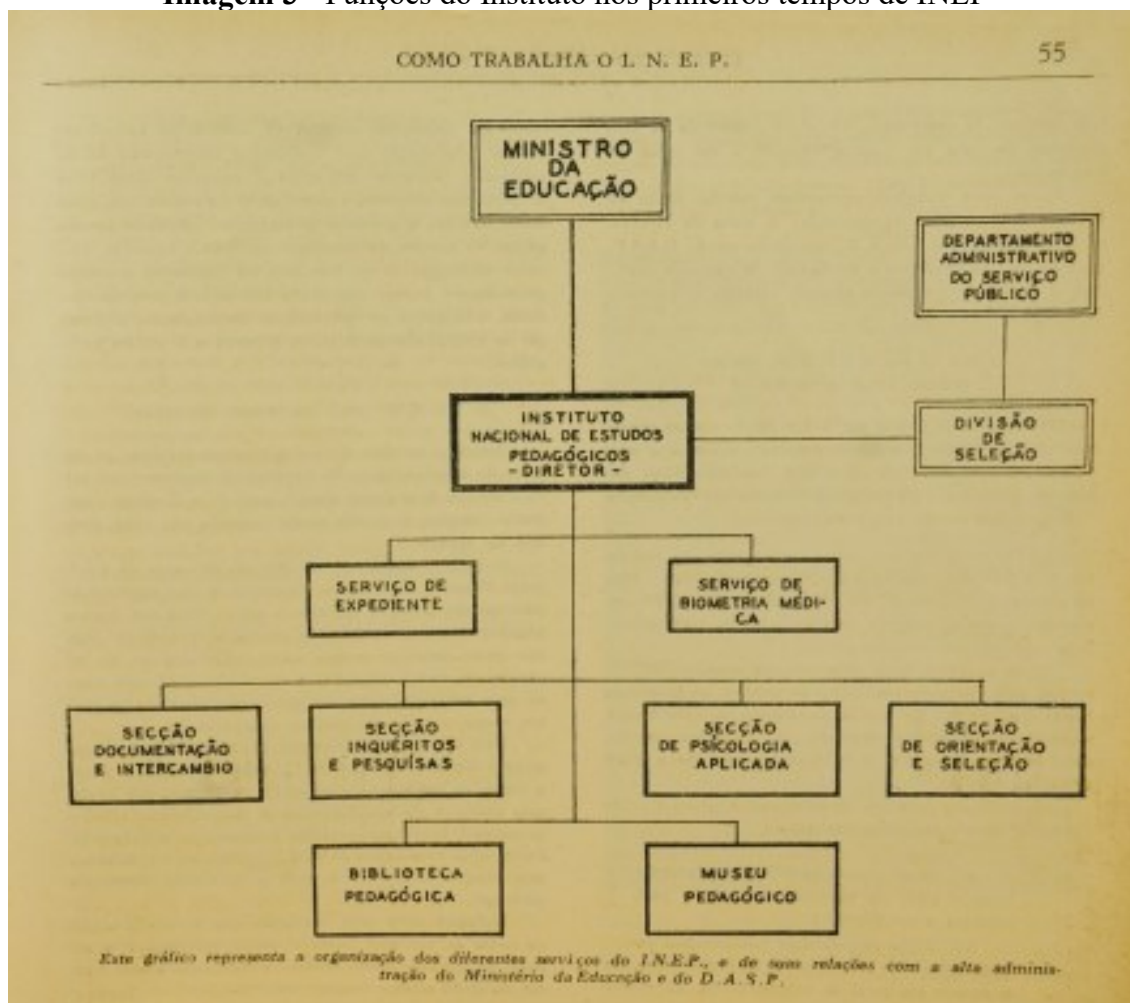 Imagem 3 - Funções do Instituto nos primeiros tempos de INEP
COMO TRABALHA O I. N. E. P.
55
MINISTRO
DA
EDUCAÇÃO
DEPARTAMENTO
ADMINISTRATIVO
DO SERVIÇO
PÚBLICO
INSTITUTO
NACIONAL DE ESTUDOS
PEDAGÓGICOS
- DIRETOR -
DIVISÃO
DE
SELEÇÃO
SERVIÇO DE
EXPEDIENTE
SERVIÇO DE
BIOMETRIA MÉDI-
CA
SECÇÃO
DOCUMENTAÇÃO
E INTERCAMBIO
SECÇÃO
INQUÉRITOS
E PESQUÍSAS
SECÇÃO
DE PSÍCOLOGIA
APLICADA
SECÇÃO
DE ORIENTAÇÃO
E SELEÇÃO
BIBLIOTECA
PEDAGÓGICA
MUSEU
PEDAGÓGICO
Este gráfico representa a organização dos diferentes serviços do I.N.E.P., e de suas relações com a alta adminis-
tração do Ministério da Educação e do D.A.S.P.